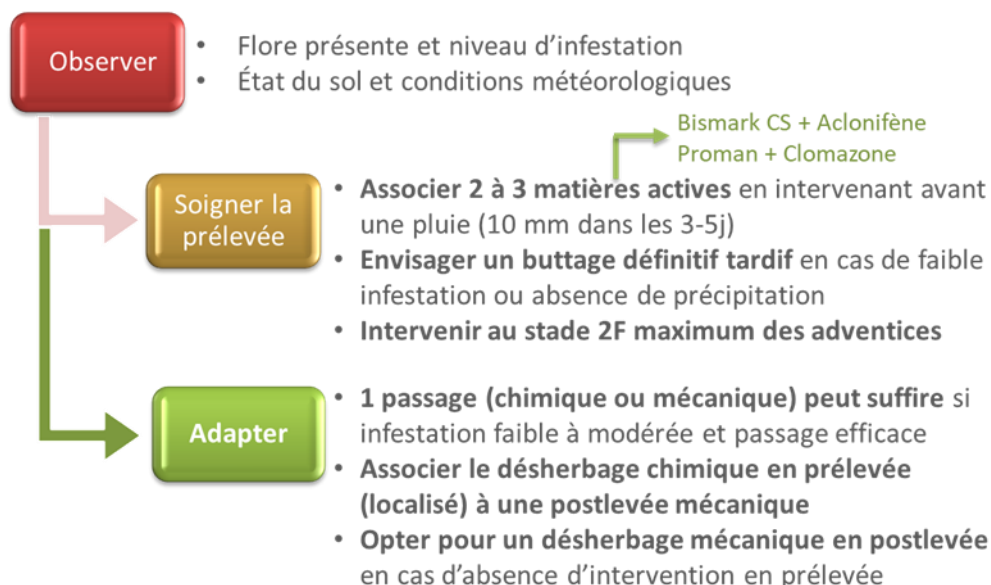 Observer
• Flore présente et niveau d'infestation
• État du sol et conditions météorologiques
Bismark CS + Aclonifène
Proman + Clomazone
Soigner la
prélevée
• Associer 2 à 3 matières actives en intervenant avant
une pluie (10 mm dans les 3-5j)
• Envisager un buttage définitif tardif en cas de faible
infestation ou absence de précipitation
• Intervenir au stade 2F maximum des adventices
Adapter
• 1 passage (chimique ou mécanique) peut suffire si
infestation faible à modérée et passage efficace
• Associer le désherbage chimique en prélevée
(localisé) à une postlevée mécanique
• Opter pour un désherbage mécanique en postlevée
en cas d'absence d'intervention en prélevée